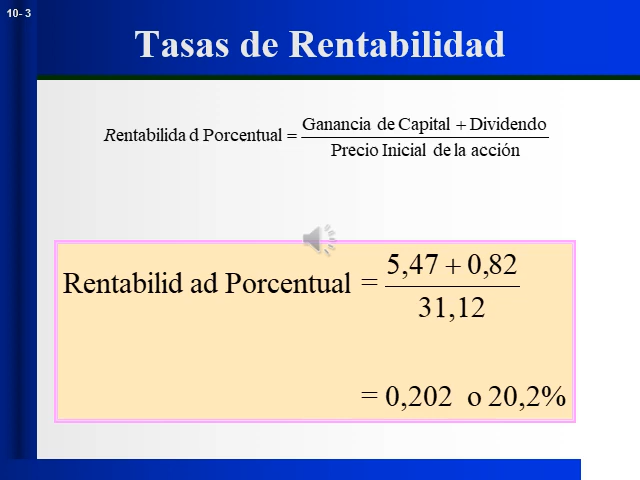 10- 3
Tasas de Rentabilidad
Rentabilida d Porcentual = Ganancia de Capital + Dividendo
Precio Inicial de la acción
Rentabilid ad Porcentual = 5,47 + 0,82
31,12
= 0,202 o 20,2%